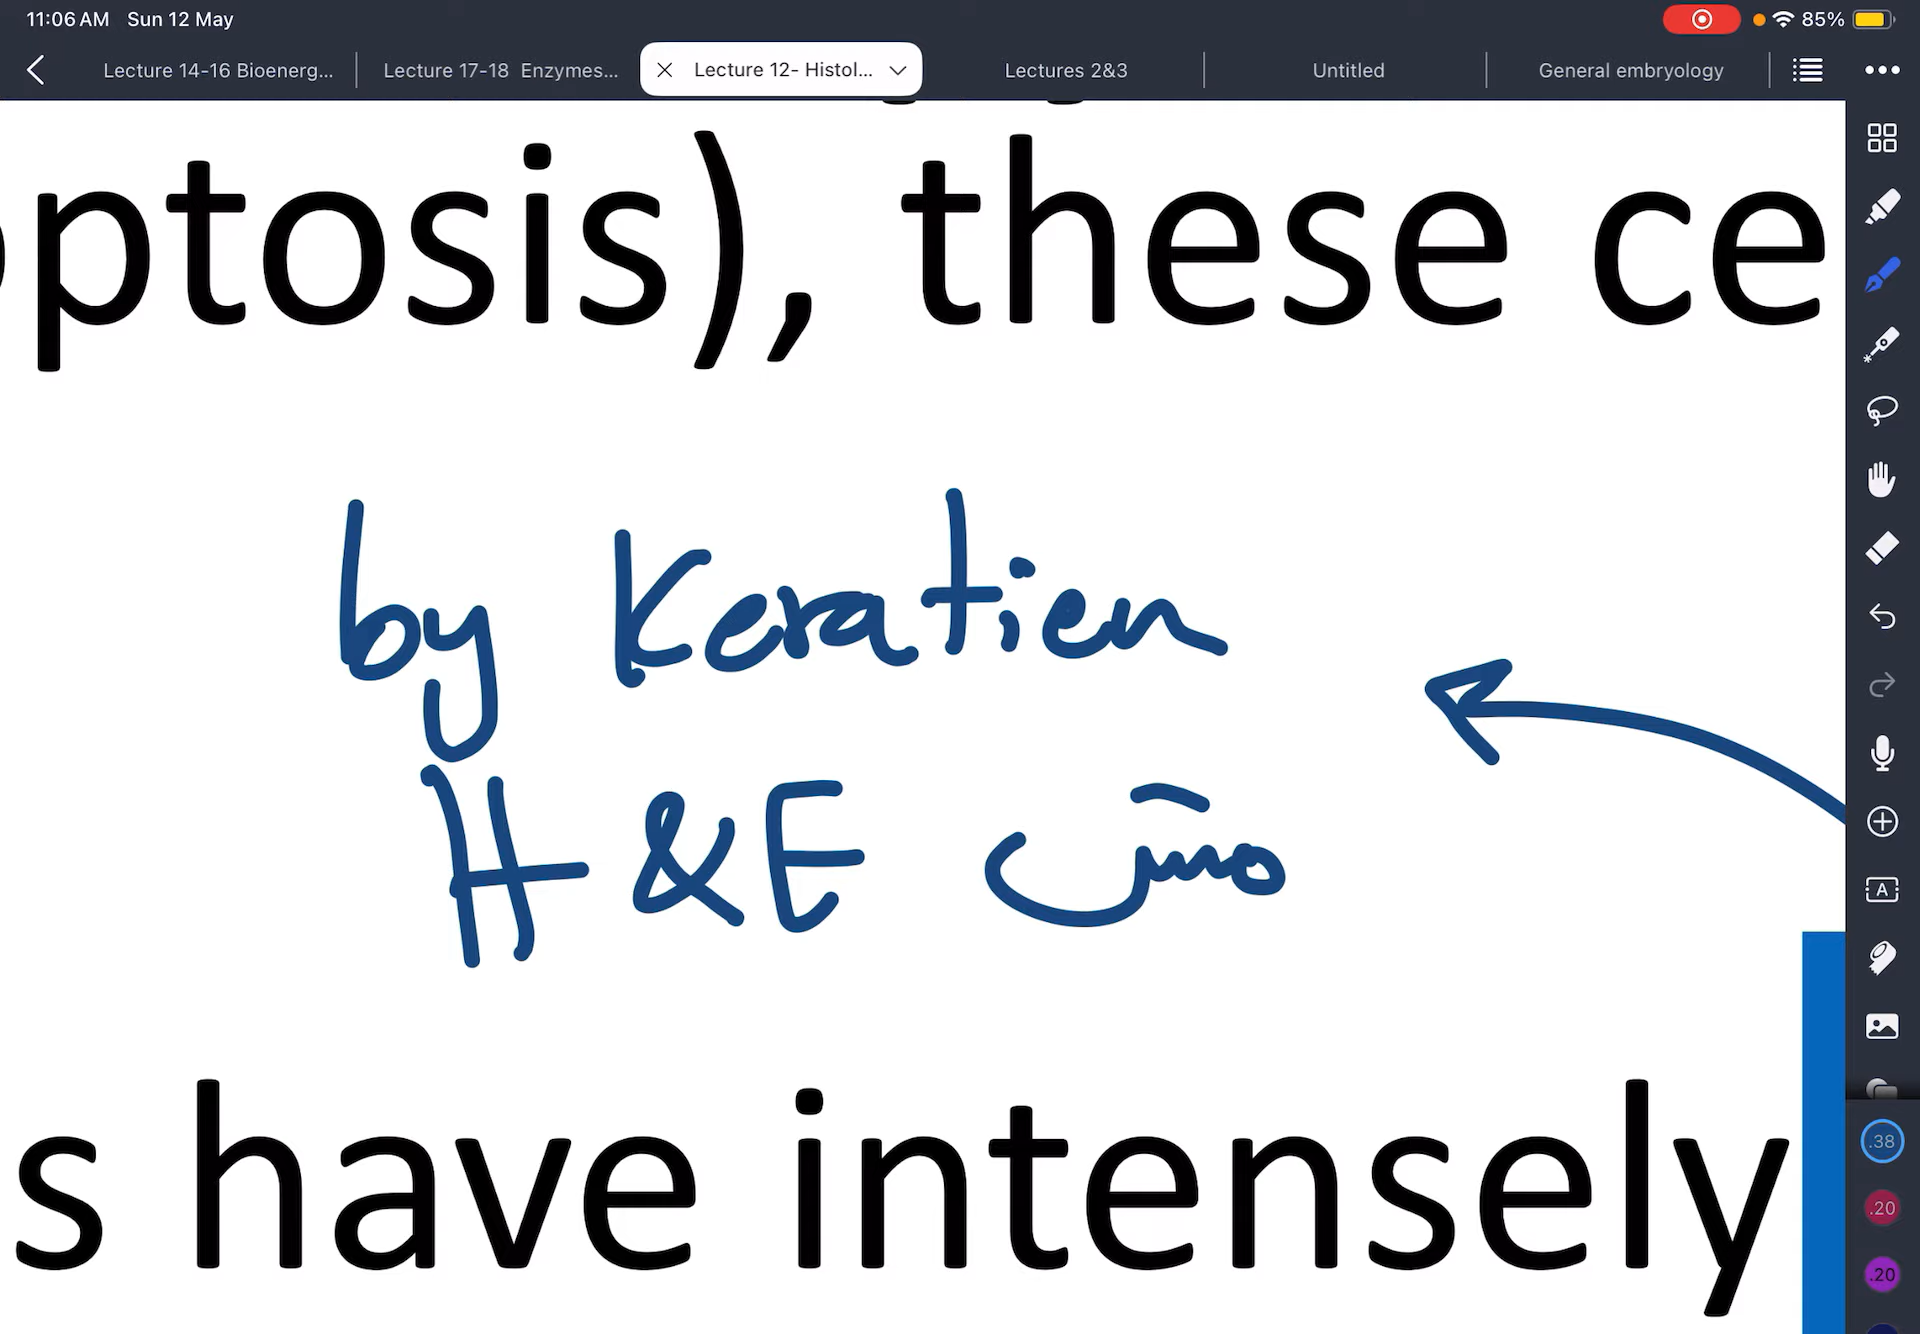 11:06 AM Sun 12 May
85%
Lecture 14-16 Bioenerg...
Lecture 17-18 Enzymes...
Lecture 12- Histol...
Lectures 2&3
Untitled
General embryology
ptosis), these ce
by Keratien
H & E
s have intensely
A
.38
.20
.20